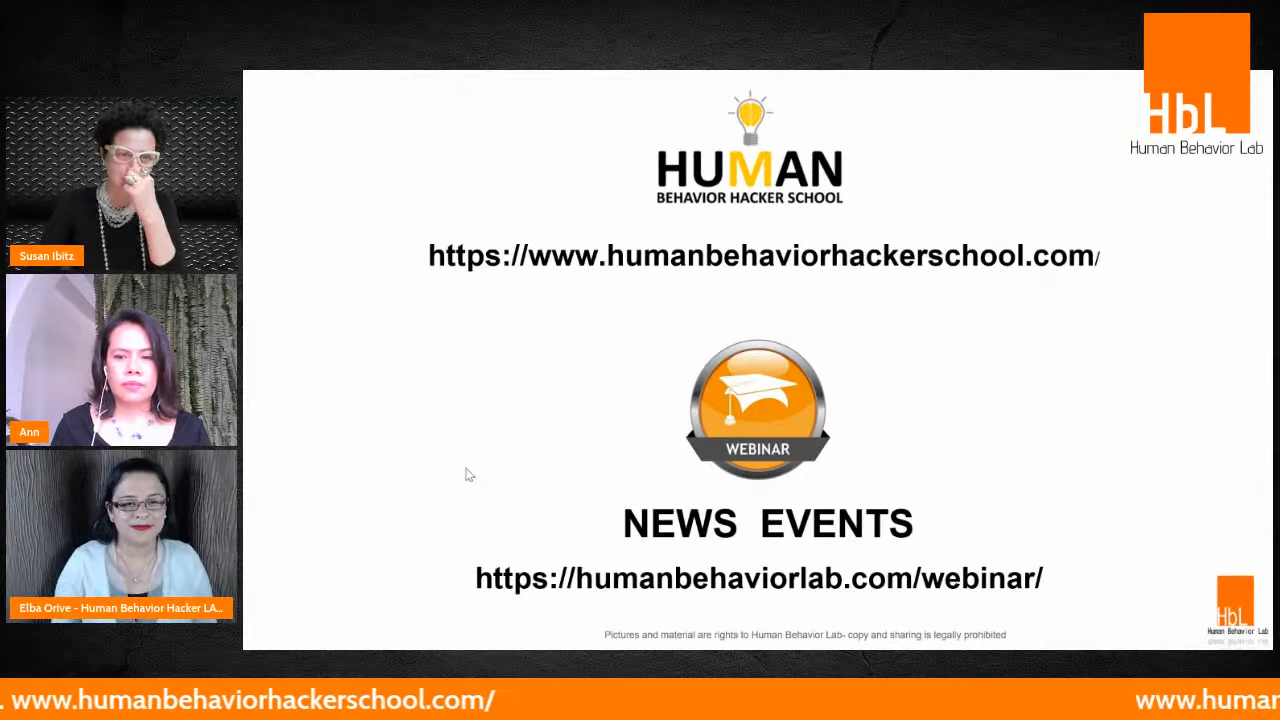 HbL
Human Behavior Lab
HUMAN
BEHAVIOR HACKER SCHOOL
https://www.humanbehaviorhackerschool.com/
Susan Ibitz
Ann
WEBINAR
NEWS EVENTS
https://humanbehaviorlab.com/webinar/
Elba Orive - Human Behavior Hacker LA...
HbL
Human Behavior Lab
Pictures and material are rights to Human Behavior Lab- copy and sharing is legally prohibited
. www.humanbehaviorhackerschool.com/
www.human